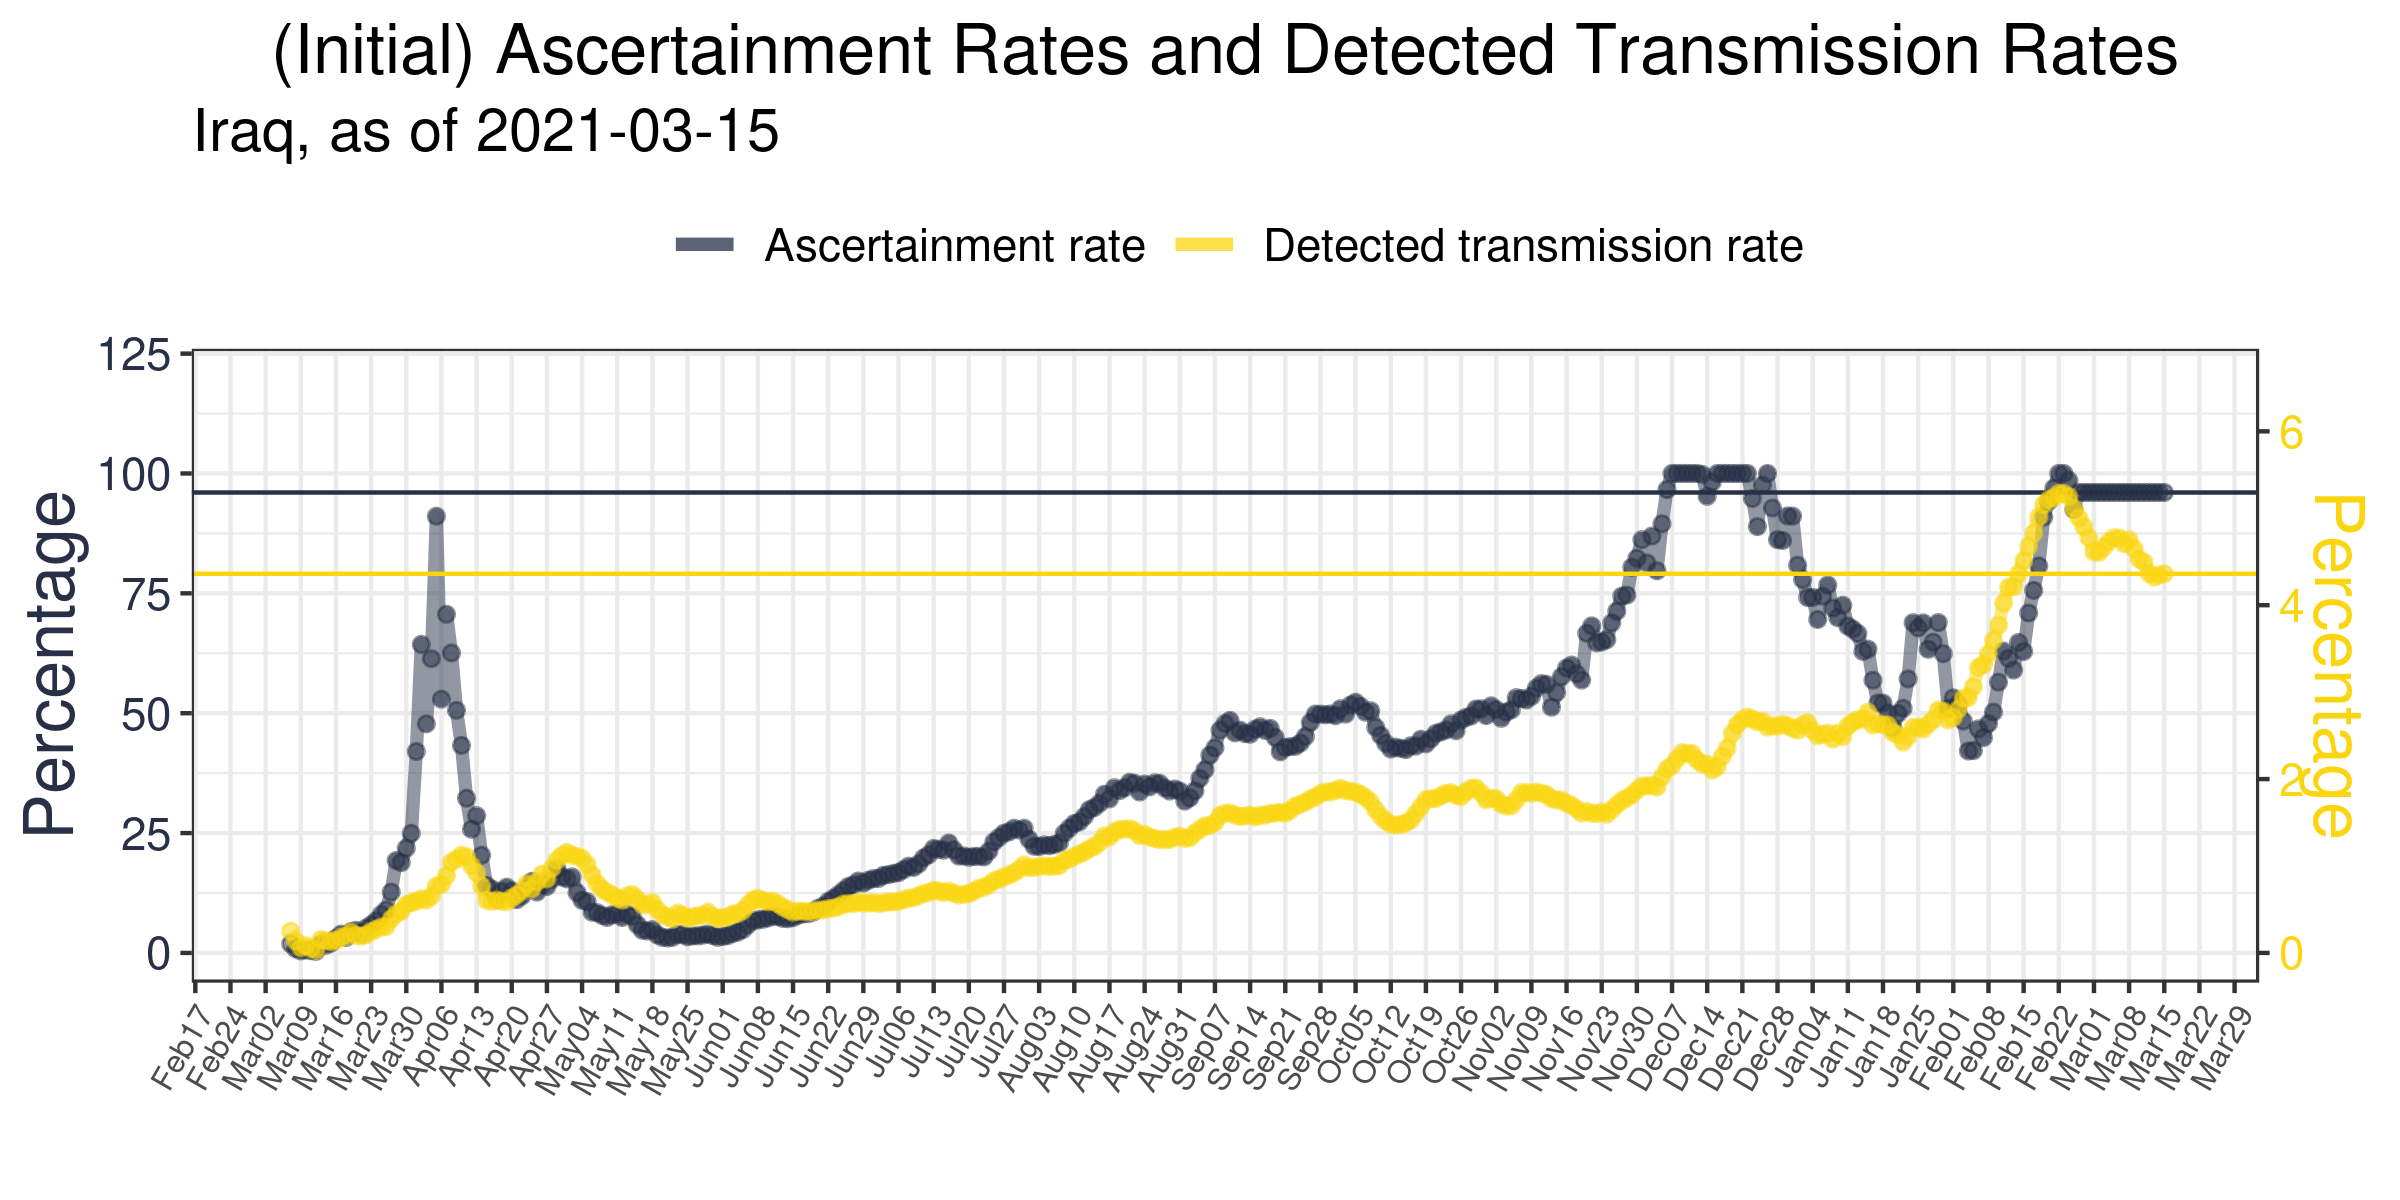 (Initial) Ascertainment Rates and Detected Transmission Rates
Iraq, as of 2021-03-15
Ascertainment rate
Detected transmission rate
Percentage
125
100
75
50
25
0
6
4
2
0
Percentage
Feb17
Feb24
Mar02
Mar09
Mar16
Mar23
Mar30
Apr06
Apr13
Apr20
Apr27
May04
May11
May18
May25
Jun01
Jun08
Jun15
Jun22
Jun29
Jul06
Jul13
Jul20
Jul27
Aug03
Aug10
Aug17
Aug24
Aug31
Sep07
Sep14
Sep21
Sep28
Oct05
Oct12
Oct19
Oct26
Nov02
Nov09
Nov16
Nov23
Nov30
Dec07
Dec14
Dec21
Dec28
Jan04
Jan11
Jan18
Jan25
Feb01
Feb08
Feb15
Feb22
Mar01
Mar08
Mar15
Mar22
Mar29